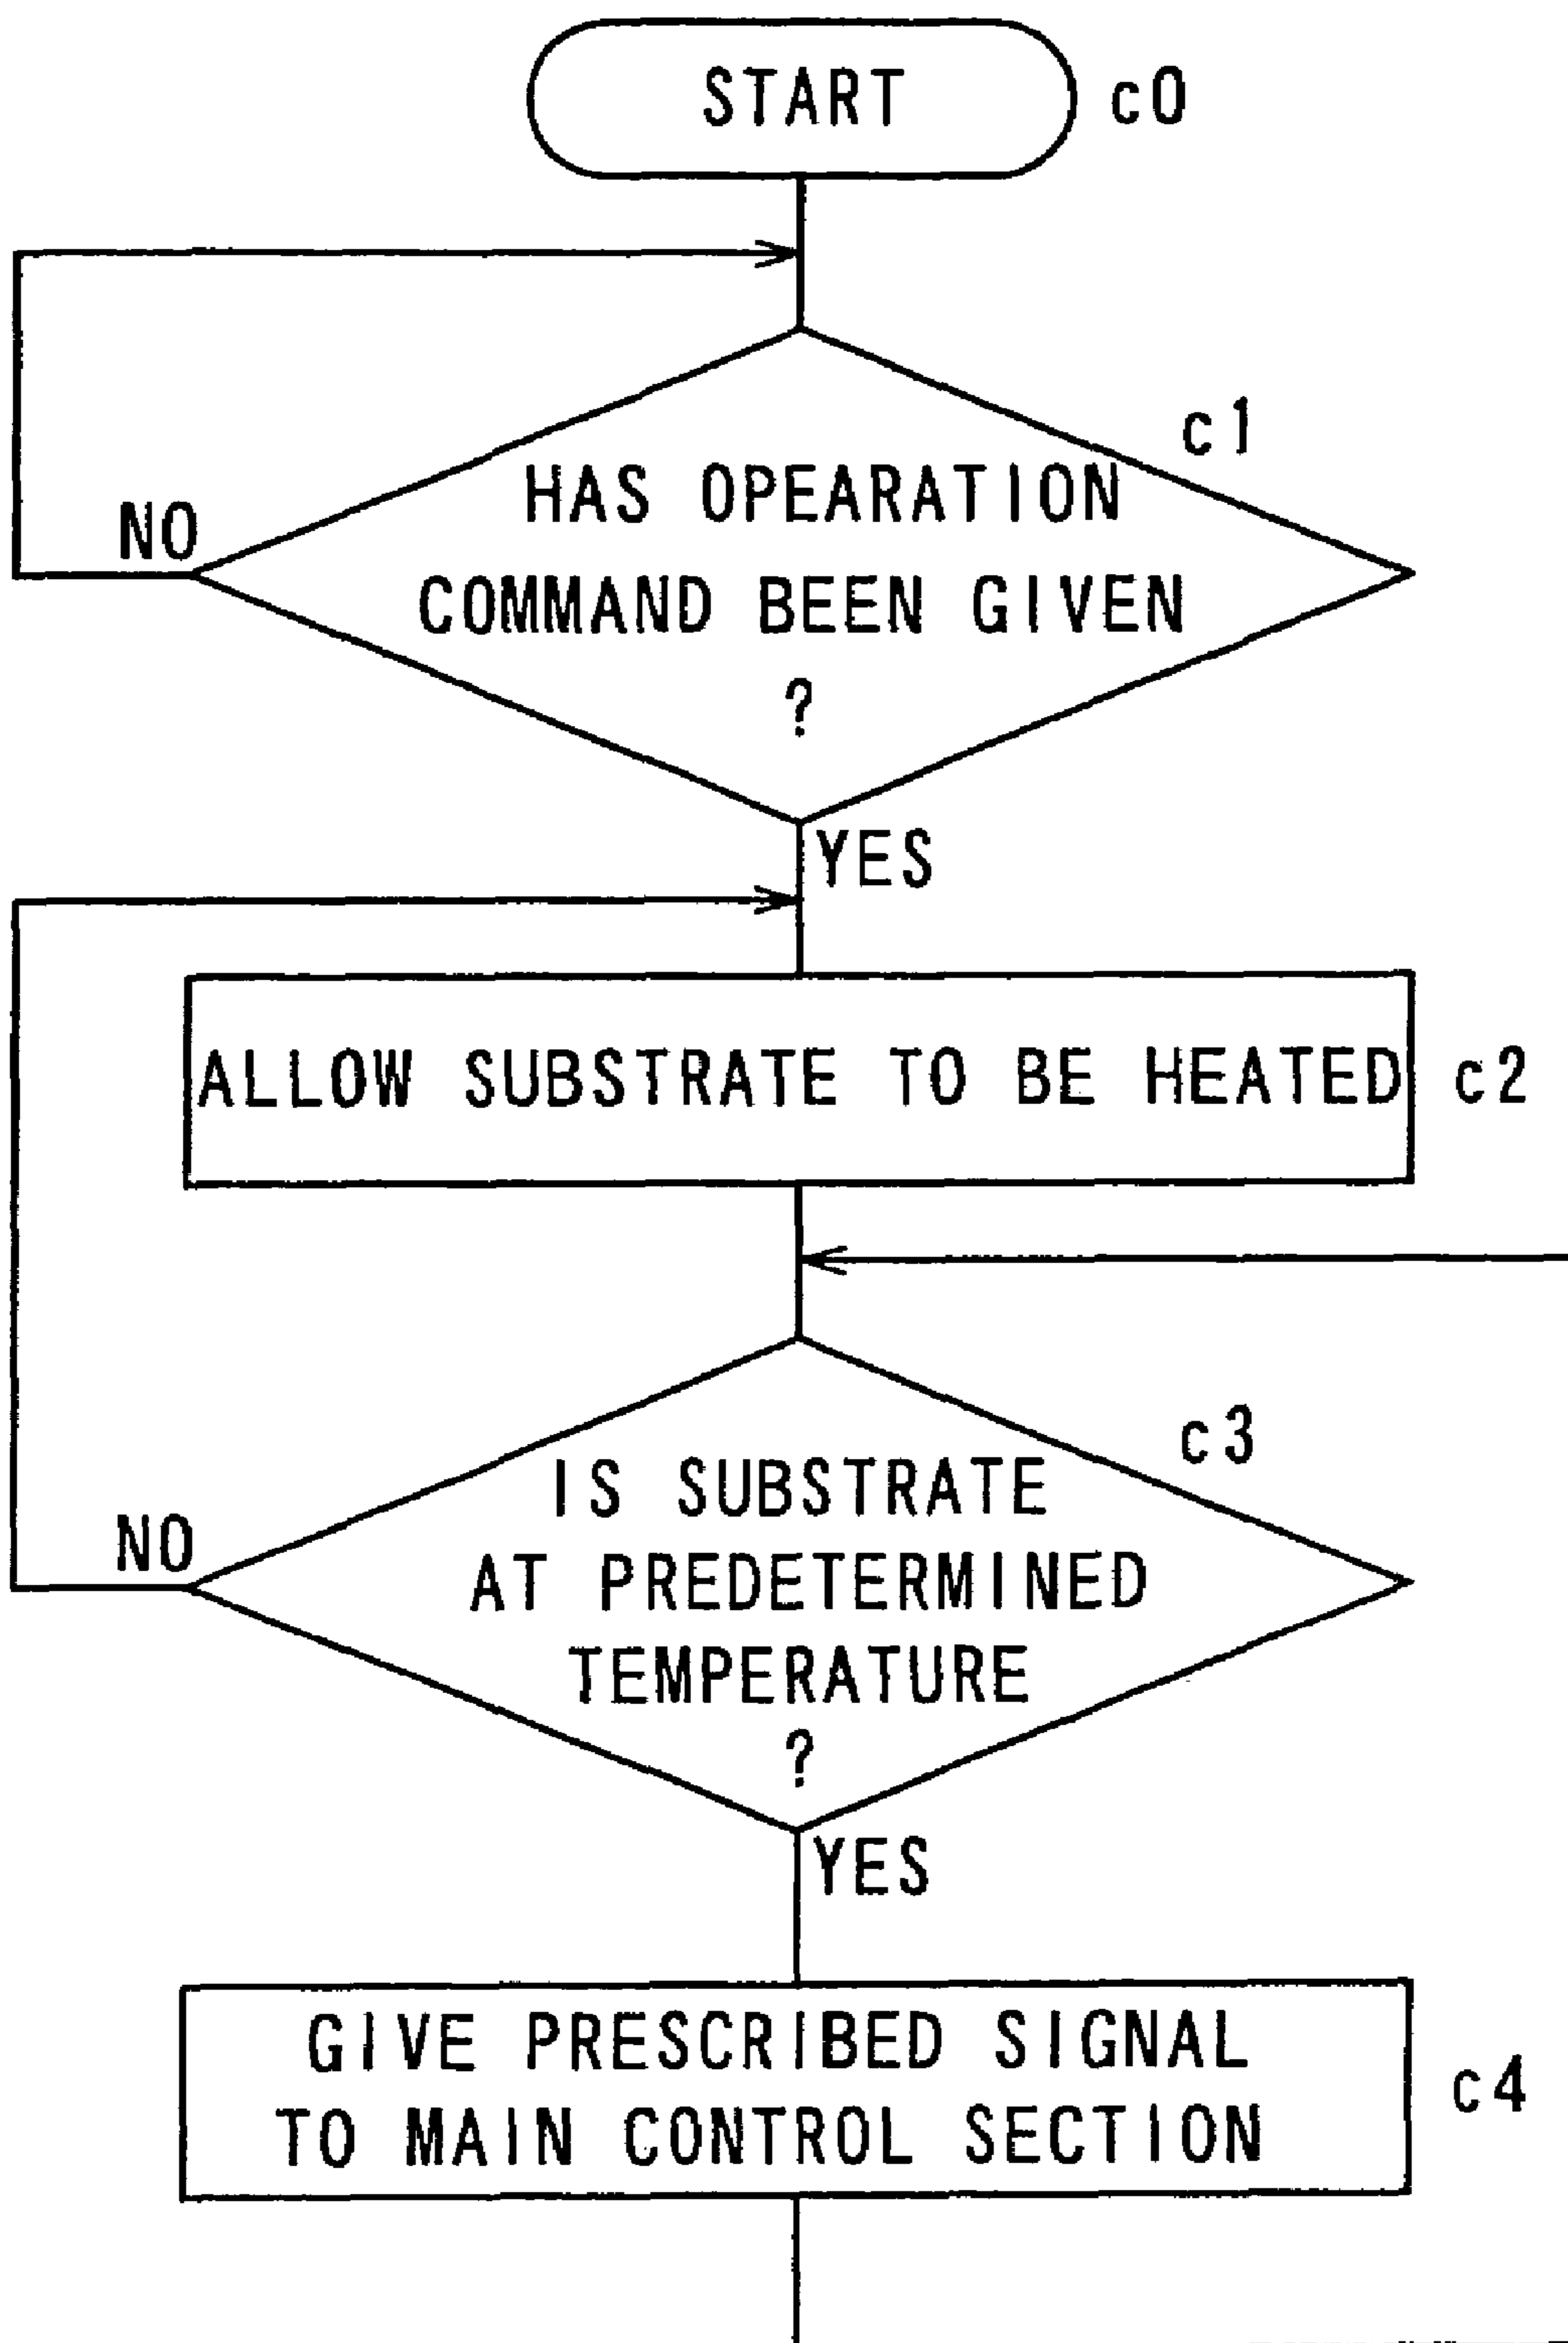 START
c0
c1
HAS OPEARATION
NO
COMMAND BEEN GIVEN
?
YES
ALLOW SUBSTRATE TO BE HEATED
c2
c3
IS SUBSTRATE
NO
AT PREDETERMINED
TEMPERATURE
?
YES
GIVE PRESCRIBED SIGNAL
TO MAIN CONTROL SECTION
c4